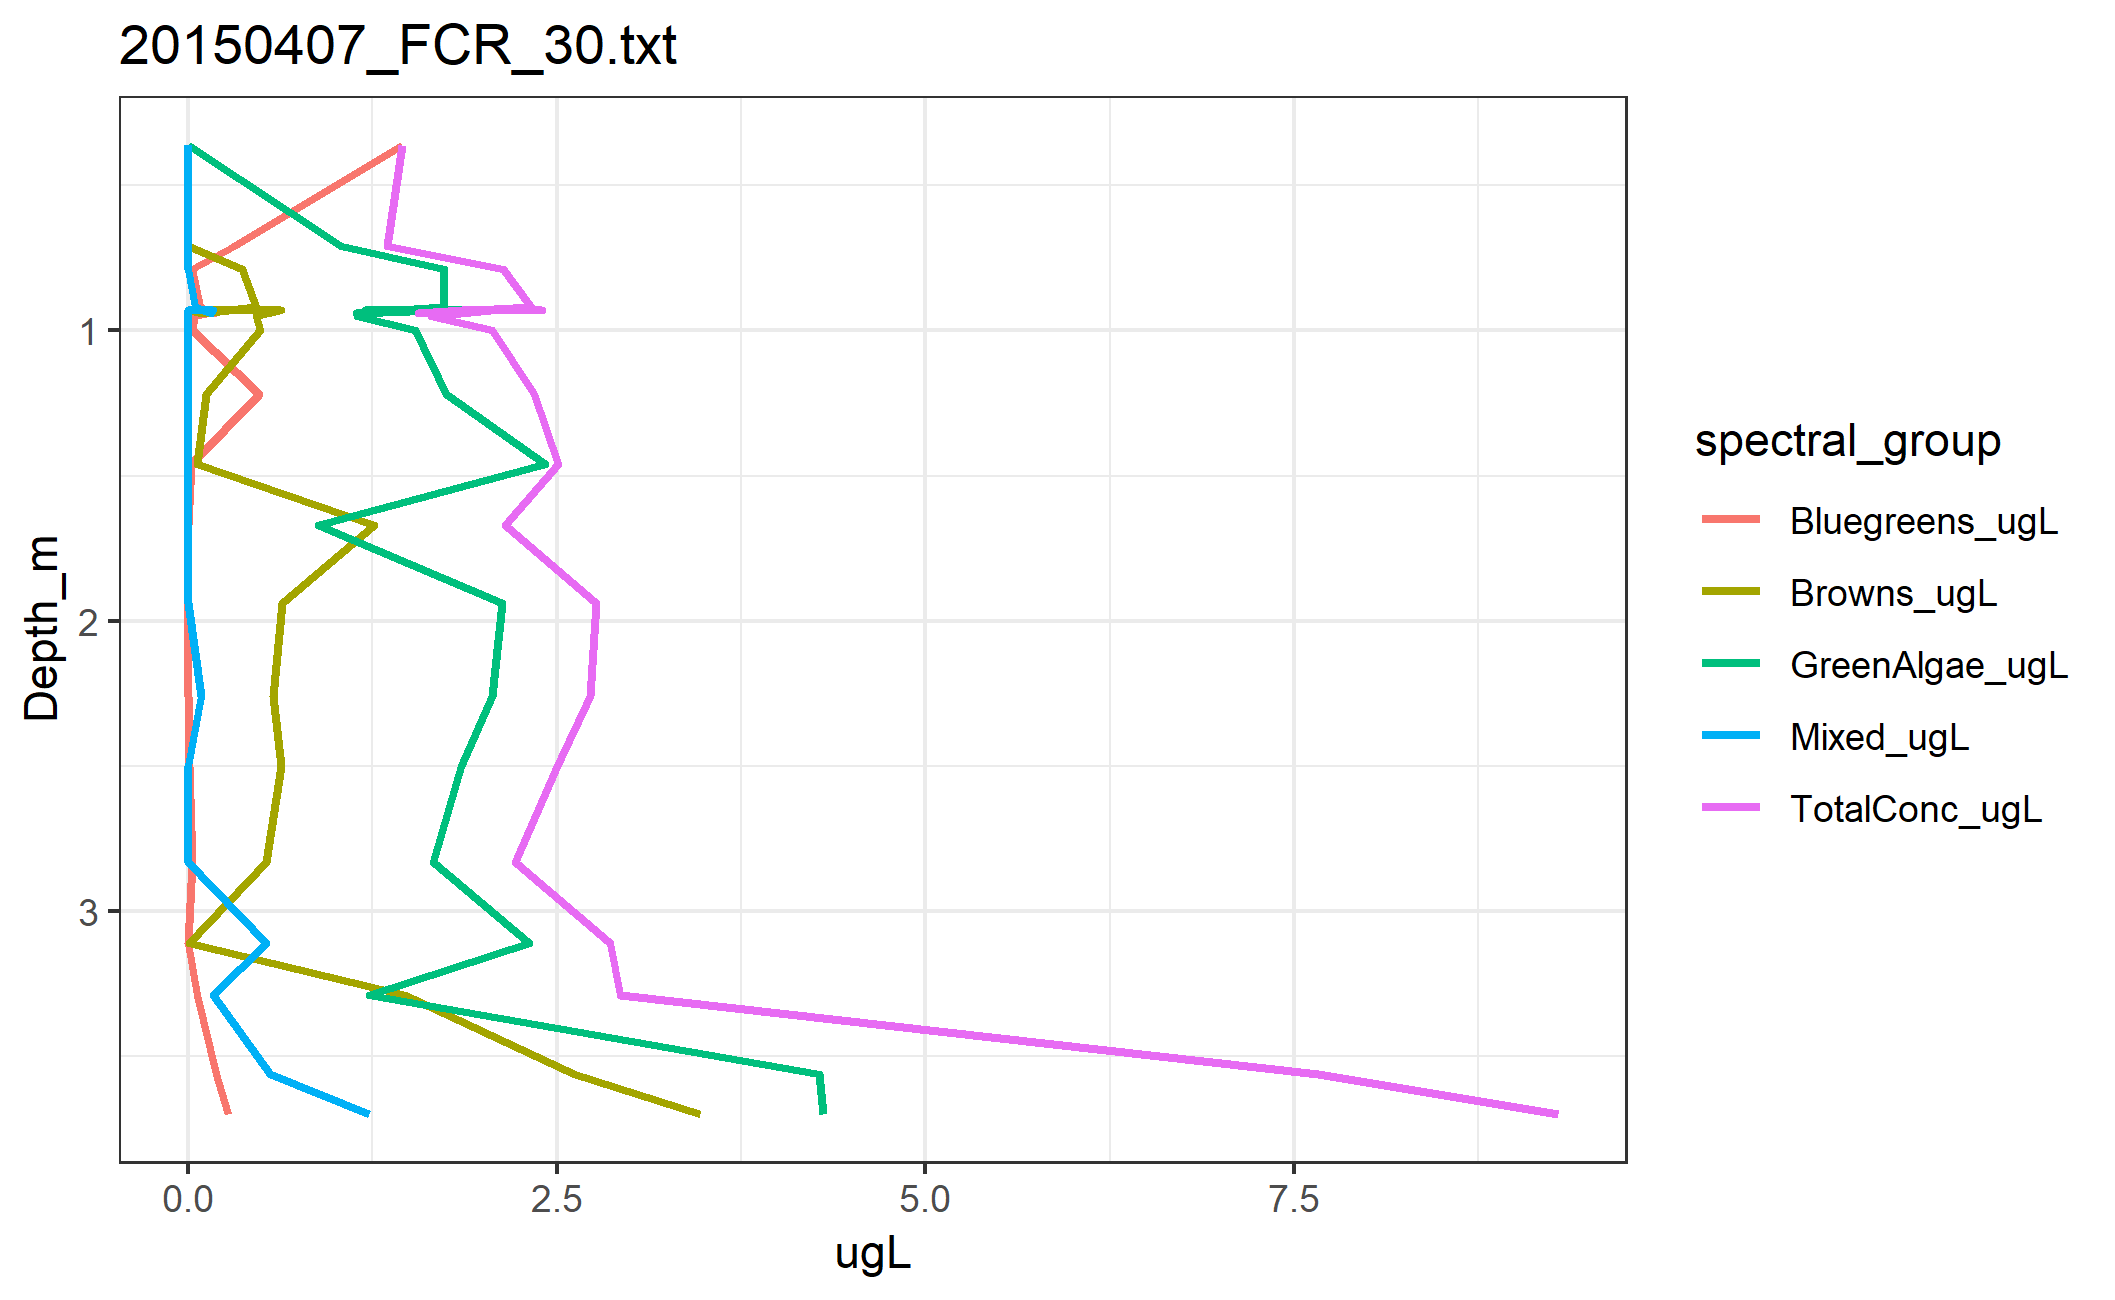 20150407_FCR_30.txt
Depth_m
1
2
3
0.0 2.5 5.0 7.5
ugL
spectral_group
Bluegreens_ugL
Browns_ugL
GreenAlgae_ugL
Mixed_ugL
TotalConc_ugL